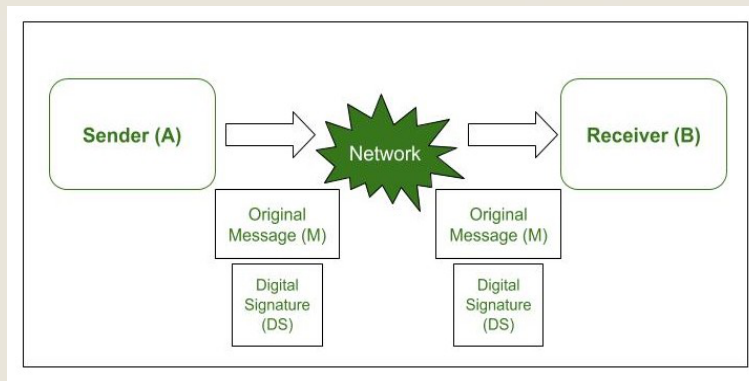 Sender (A)
Network
Receiver (B)
Original
Message (M)
Digital
Signature
(DS)
Original
Message (M)
Digital
Signature
(DS)